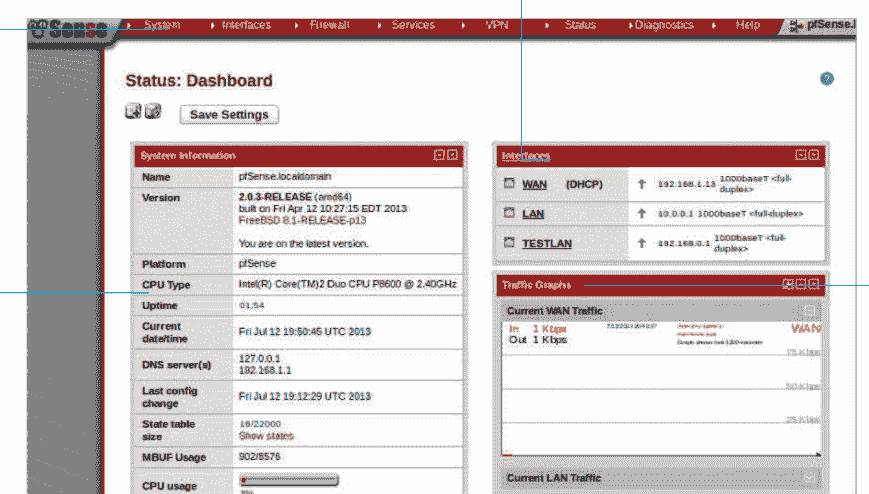 Sense
System Interfaces Firewall Services VPN Status Diagnostics Help pfSense.l
Status: Dashboard
?
Save Settings
System Information
Name pfSense.localdomain
Version 2.0.3-RELEASE (amd64)
built on Fri Apr 12 10:27:15 EDT 2013
FreeBSD 8.1-RELEASE-p13
You are on the latest version.
Platform pfSense
CPU Type Intel(R) Core(TM)2 Duo CPU P8600 @ 2.40GHz
Uptime 01:54
Current
date/time
Fri Jul 12 19:50:45 UTC 2013
DNS server(s)
127.0.0.1
192.168.1.1
Last config
change
Fri Jul 12 19:12:29 UTC 2013
State table
size
16/22000
Show states
MBUF Usage 902/8576
CPU usage
Interfaces
WAN (DHCP) 192.168.1.13 1000baseT <full-
duplex>
LAN 10.0.0.1 1000baseT <full-duplex>
TESTLAN 192.168.0.1 1000baseT <full-
duplex>
Traffic Graphs
Current WAN Traffic
In 1 Kbps
Out 1 Kbps
WAN
75 Kbps
50 Kbps
25 Kbps
Current LAN Traffic